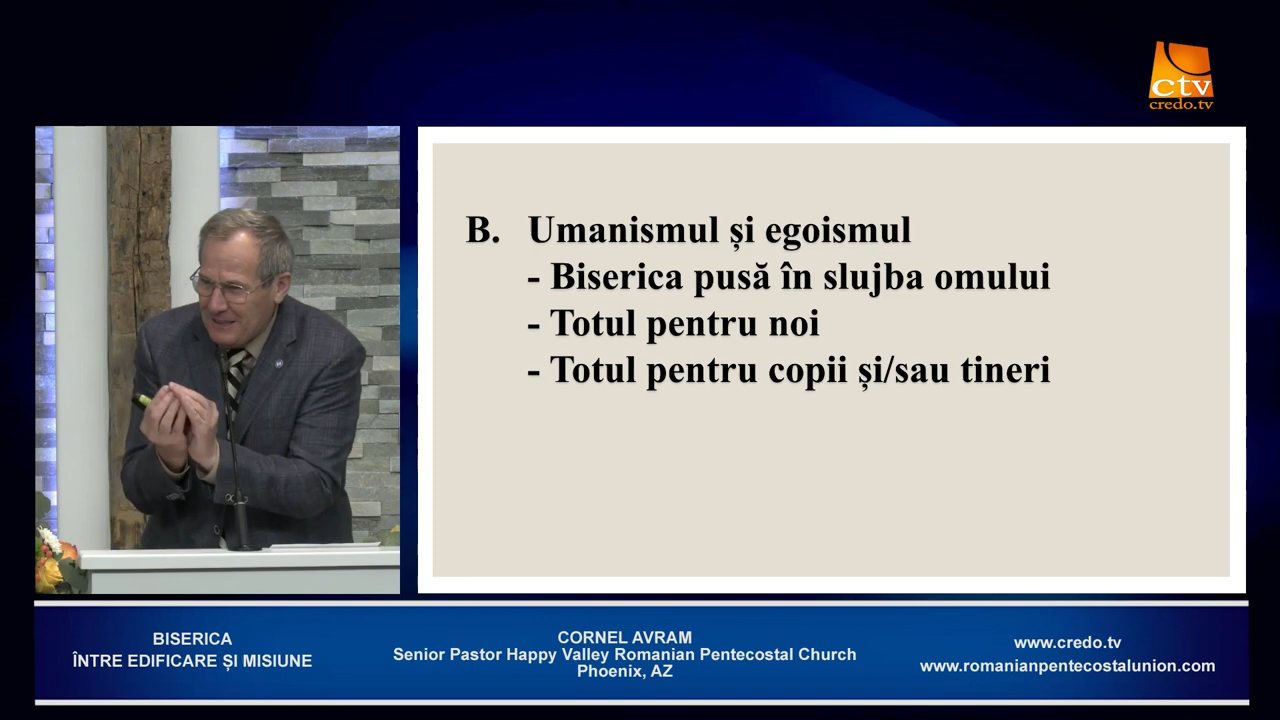 ctv
credo.tv
B. Umanismul și egoismul
- Biserica pusă în slujba omului
- Totul pentru noi
- Totul pentru copii și/sau tineri
BISERICA
ÎNTRE EDIFICARE ȘI MISIUNE
CORNEL AVRAM
Senior Pastor Happy Valley Romanian Pentecostal Church
Phoenix, AZ
www.credo.tv
www.romanianpentecostalunion.com